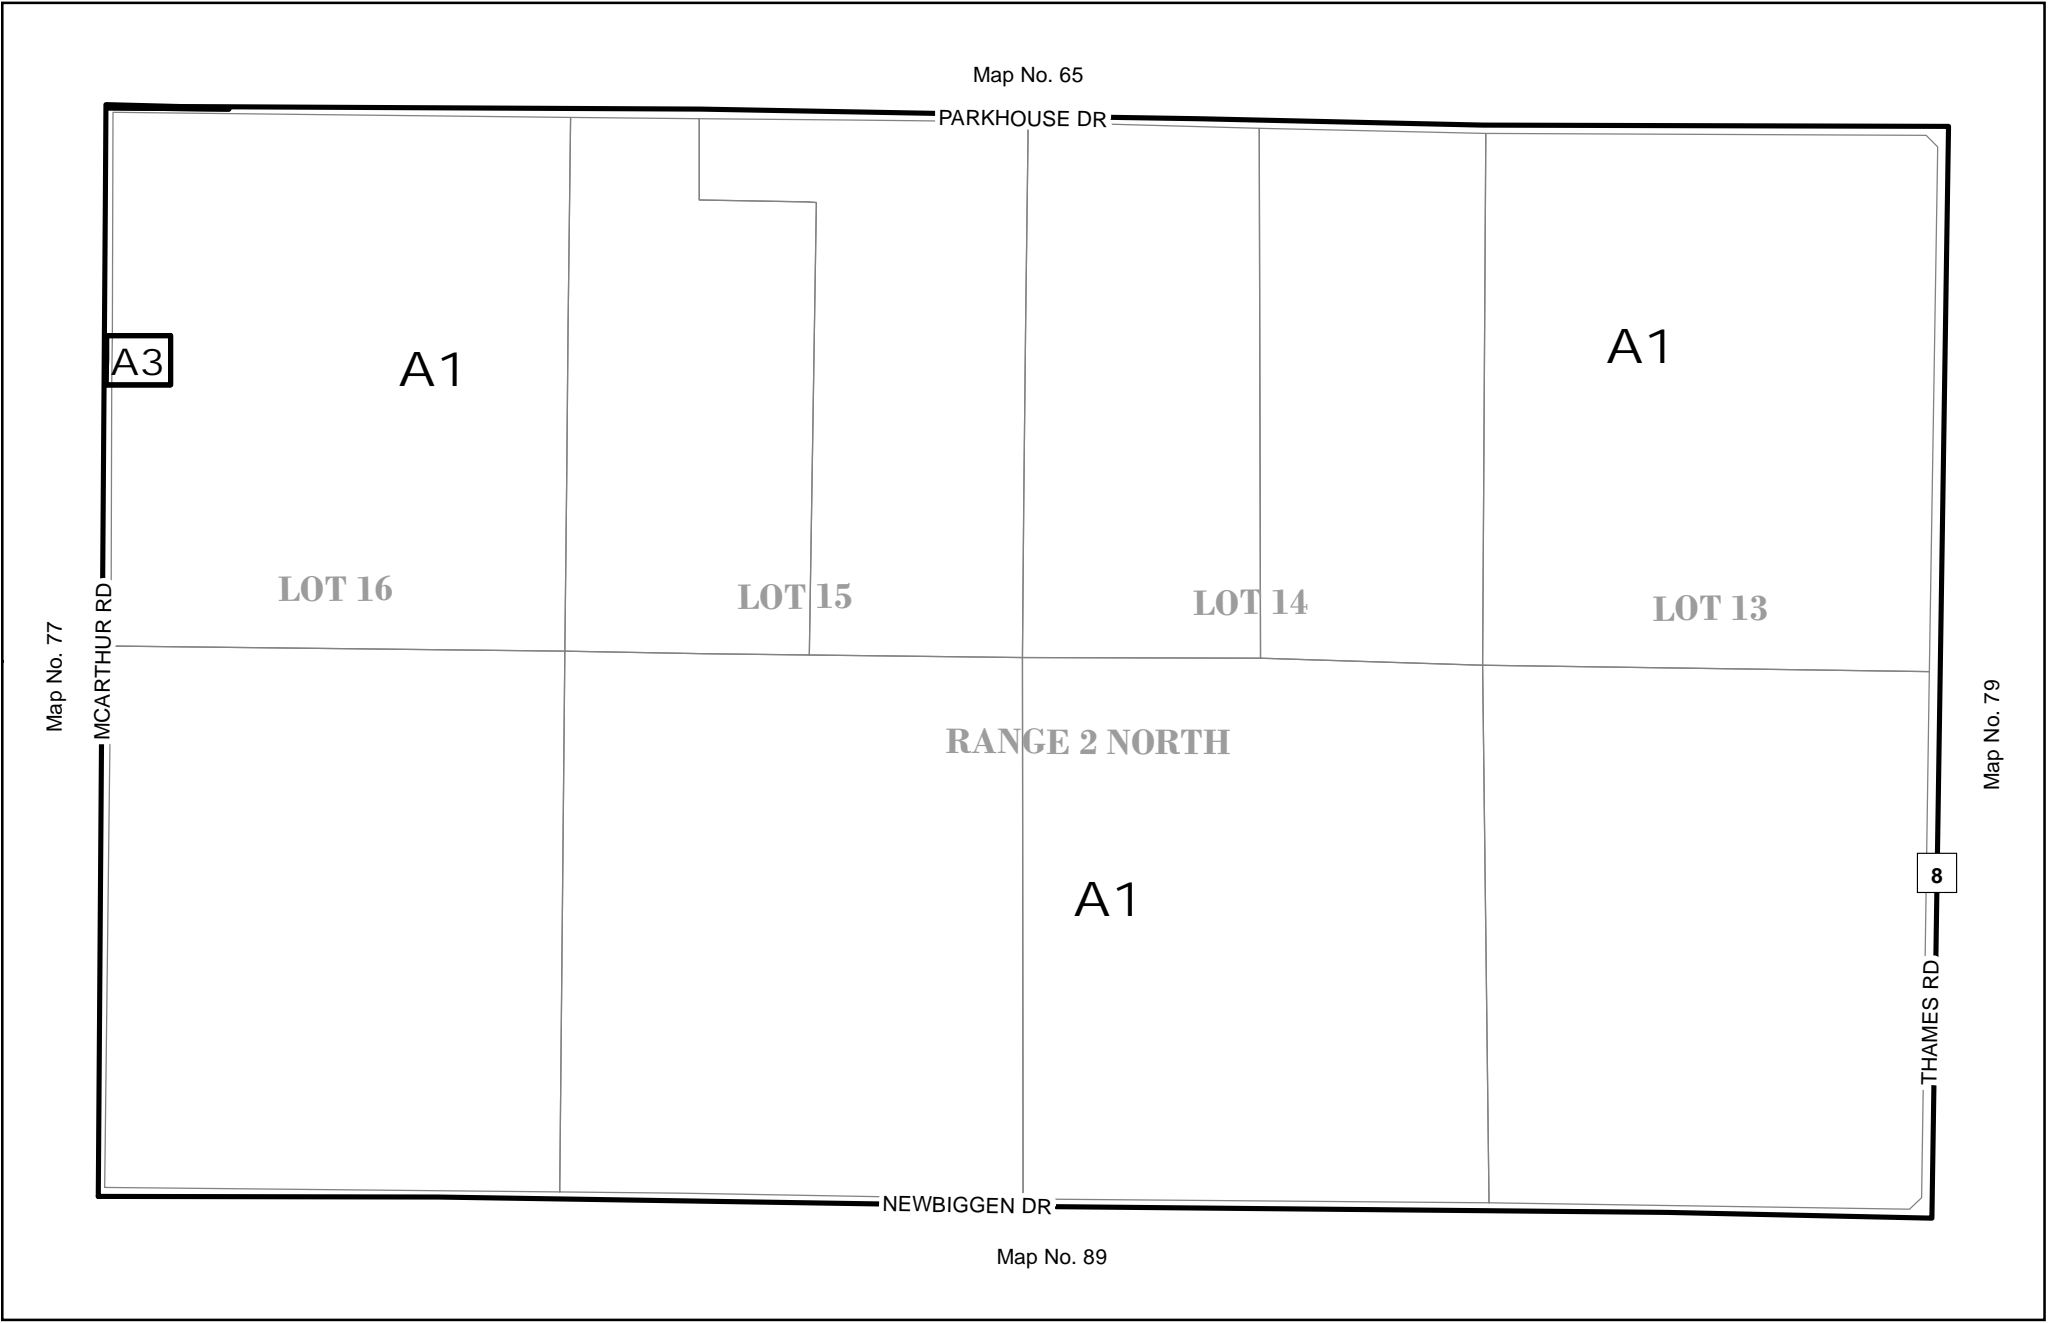 Map No. 65
PARKHOUSE DR
A1
A3
A1
LOT 16
LOT 15
LOT 14
LOT 13
MCARTHUR RD
Map No. 77
Map No. 79
RANGE 2 NORTH
8
A1
THAMES RD
NEWBIGGEN DR
Map No. 89